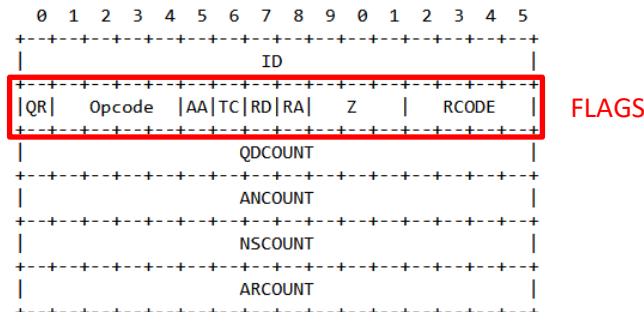 0 1 2 3 4 5 6 7 8 9 0 1 2 3 4 5
+--+--+--+--+--+--+--+--+--+--+--+--+--+--+--+--+
| ID |
+--+--+--+--+--+--+--+--+--+--+--+--+--+--+--+--+
|QR| Opcode |AA|TC|RD|RA| Z | RCODE | FLAGS
+--+--+--+--+--+--+--+--+--+--+--+--+--+--+--+--+
| QDCOUNT |
+--+--+--+--+--+--+--+--+--+--+--+--+--+--+--+--+
| ANCOUNT |
+--+--+--+--+--+--+--+--+--+--+--+--+--+--+--+--+
| NSCOUNT |
+--+--+--+--+--+--+--+--+--+--+--+--+--+--+--+--+
| ARCOUNT |
+--+--+--+--+--+--+--+--+--+--+--+--+--+--+--+--+